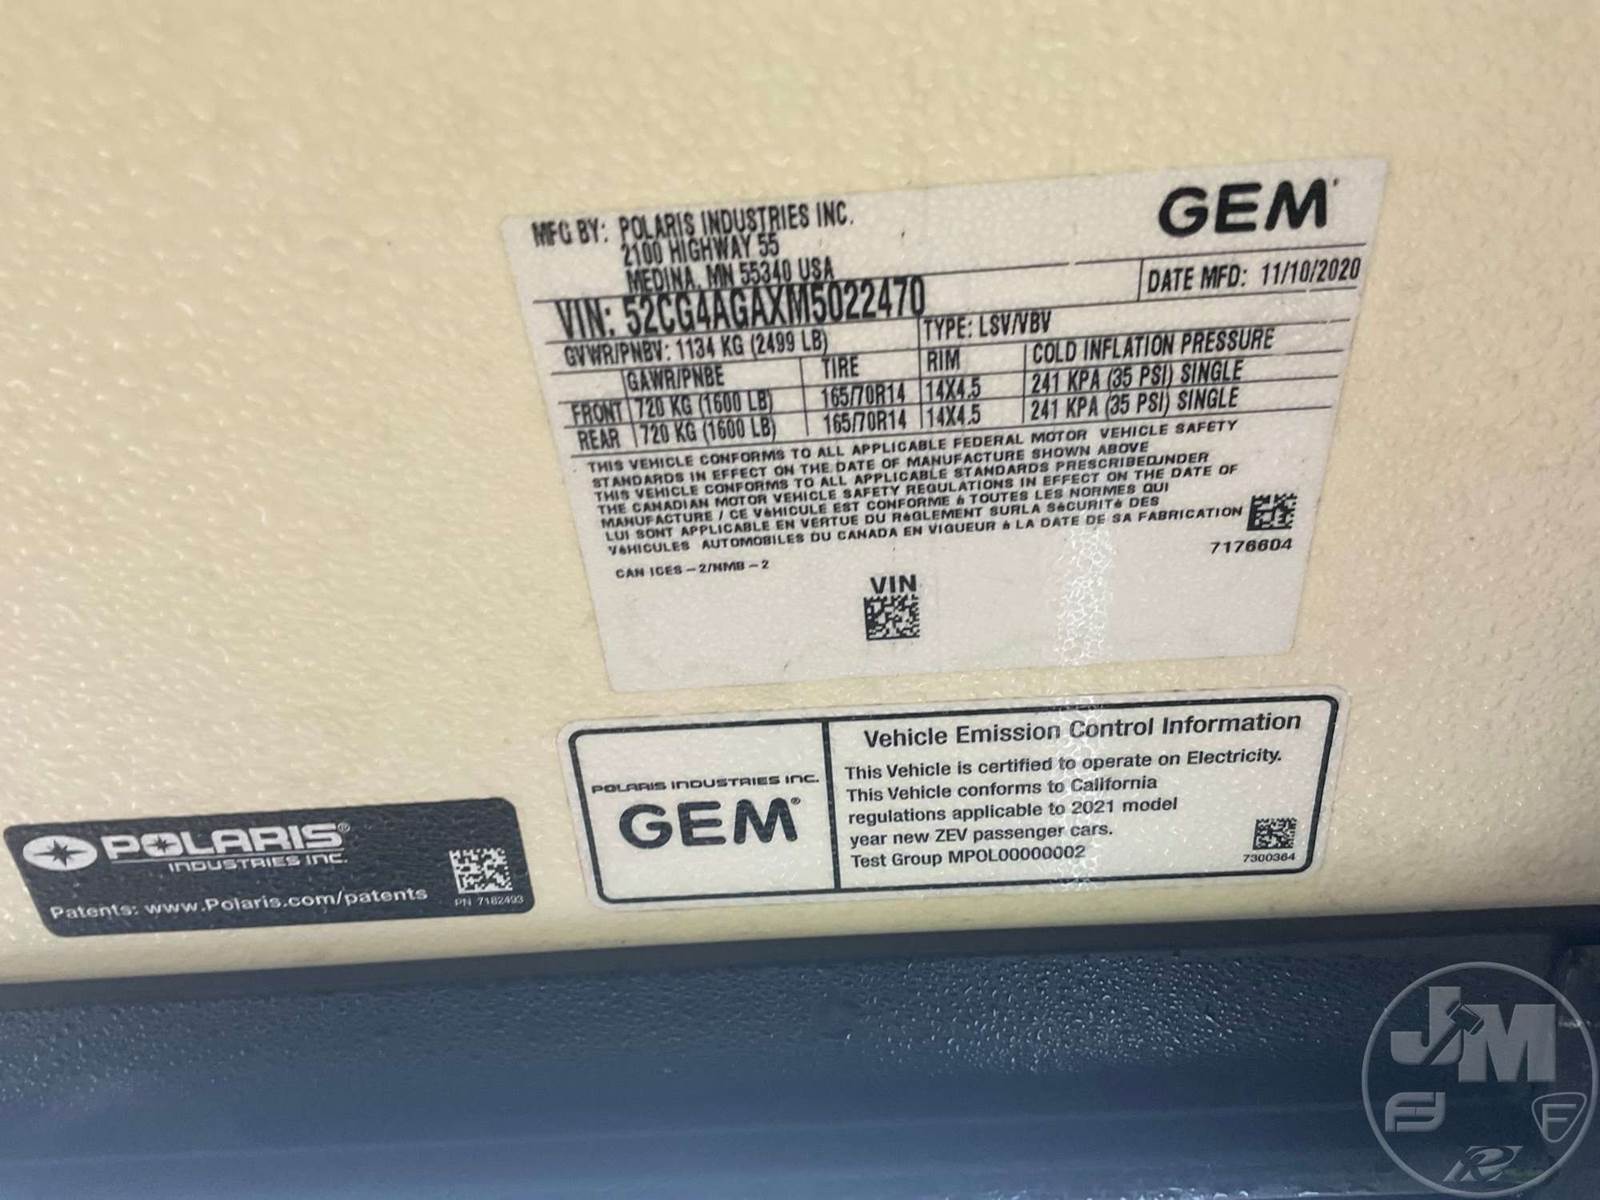 MFG BY: POLARIS INDUSTRIES INC.
2100 HIGHWAY 55
MEDINA, MN 55340 USA
GEM
DATE MFD: 11/10/2020
VIN: 52CG4AGAXM5022470
GVWR/PNBV: 1134 KG (2499 LB)
TYPE: LSV/VBV
GAWR/PNBE TIRE RIM COLD INFLATION PRESSURE
FRONT 720 KG (1600 LB) 165/70R14 14X4.5 241 KPA (35 PSI) SINGLE
REAR 720 KG (1600 LB) 165/70R14 14X4.5 241 KPA (35 PSI) SINGLE
THIS VEHICLE CONFORMS TO ALL APPLICABLE FEDERAL MOTOR VEHICLE SAFETY
STANDARDS IN EFFECT ON THE DATE OF MANUFACTURE SHOWN ABOVE
THIS VEHICLE CONFORMS TO ALL APPLICABLE STANDARDS PRESCRIBEDUNDER
THE CANADIAN MOTOR VEHICLE SAFETY REGULATIONS IN EFFECT ON THE DATE OF
MANUFACTURE / CE VéHICULE EST CONFORME à TOUTES LES NORMES QUI
LUI SONT APPLICABLE EN VERTUE DU RèGLEMENT SURLA SéCURITé DES
VéHICULES AUTOMOBILES DU CANADA EN VIGUEUR à LA DATE DE SA FABRICATION
7176604
CAN ICES – 2/NMB – 2
VIN
POLARIS INDUSTRIES INC.
GEM®
Vehicle Emission Control Information
This Vehicle is certified to operate on Electricity.
This Vehicle conforms to California
regulations applicable to 2021 model
year new ZEV passenger cars.
Test Group MP0L00000002
7300364
POLARIS®
INDUSTRIES INC.
Patents: www.Polaris.com/patents
PN 7182493
JM